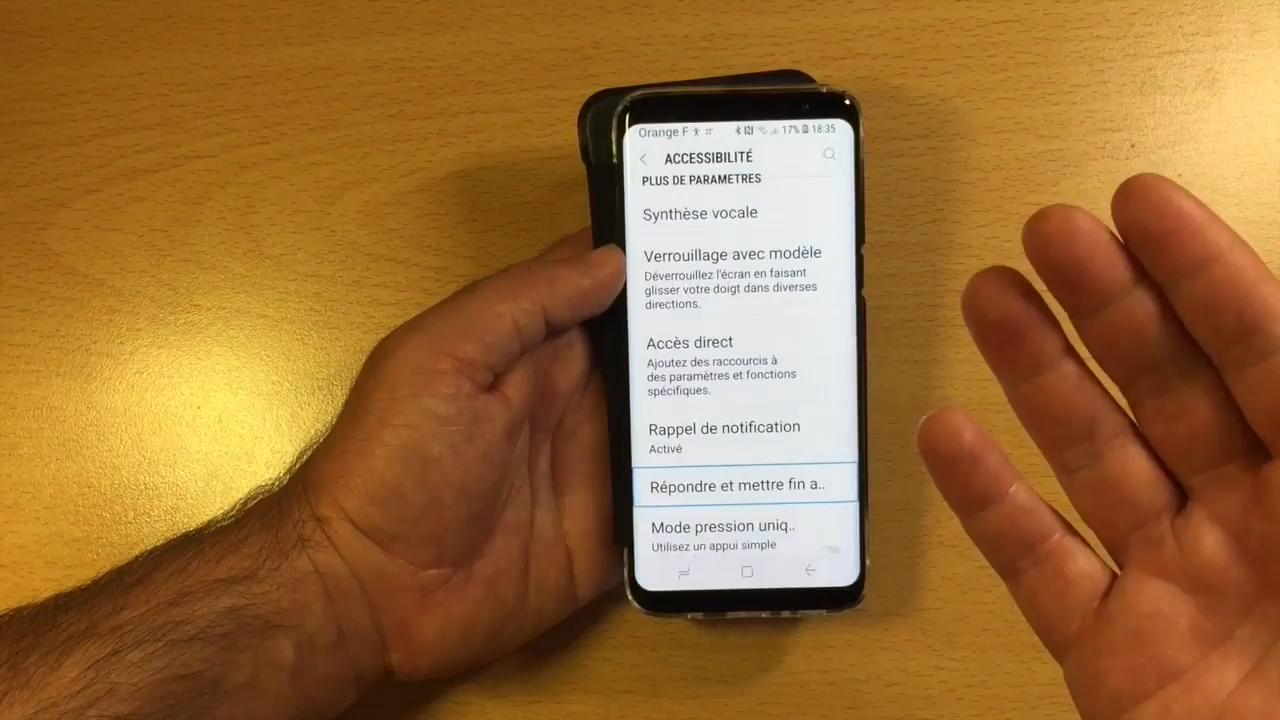 Orange F 17% 18:35
ACCESSIBILITÉ
PLUS DE PARAMETRES
Synthèse vocale
Verrouillage avec modèle
Déverrouillez l'écran en faisant
glisser votre doigt dans diverses
directions.
Accès direct
Ajoutez des raccourcis à
des paramètres et fonctions
spécifiques.
Rappel de notification
Activé
Répondre et mettre fin a..
Mode pression uniq..
Utilisez un appui simple